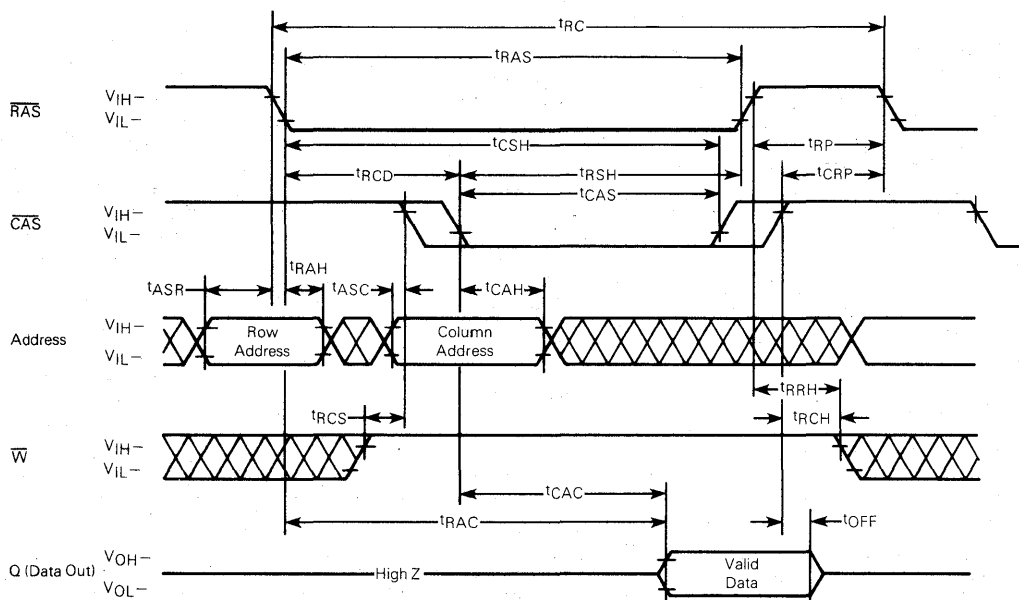 tRC
tRAS
RAS
VIH
VIL
tCSH
tRP
tRCD
tRSH
tCRP
tCAS
CAS
VIH
VIL
tRAH
tASR
tASC
tCAH
Address
VIH
VIL
Row
Address
Column
Address
tRRH
tRCS
tRCH
W
VIH
VIL
tCAC
tRAC
tOFF
Q (Data Out)
VOH
VOL
High Z
Valid
Data